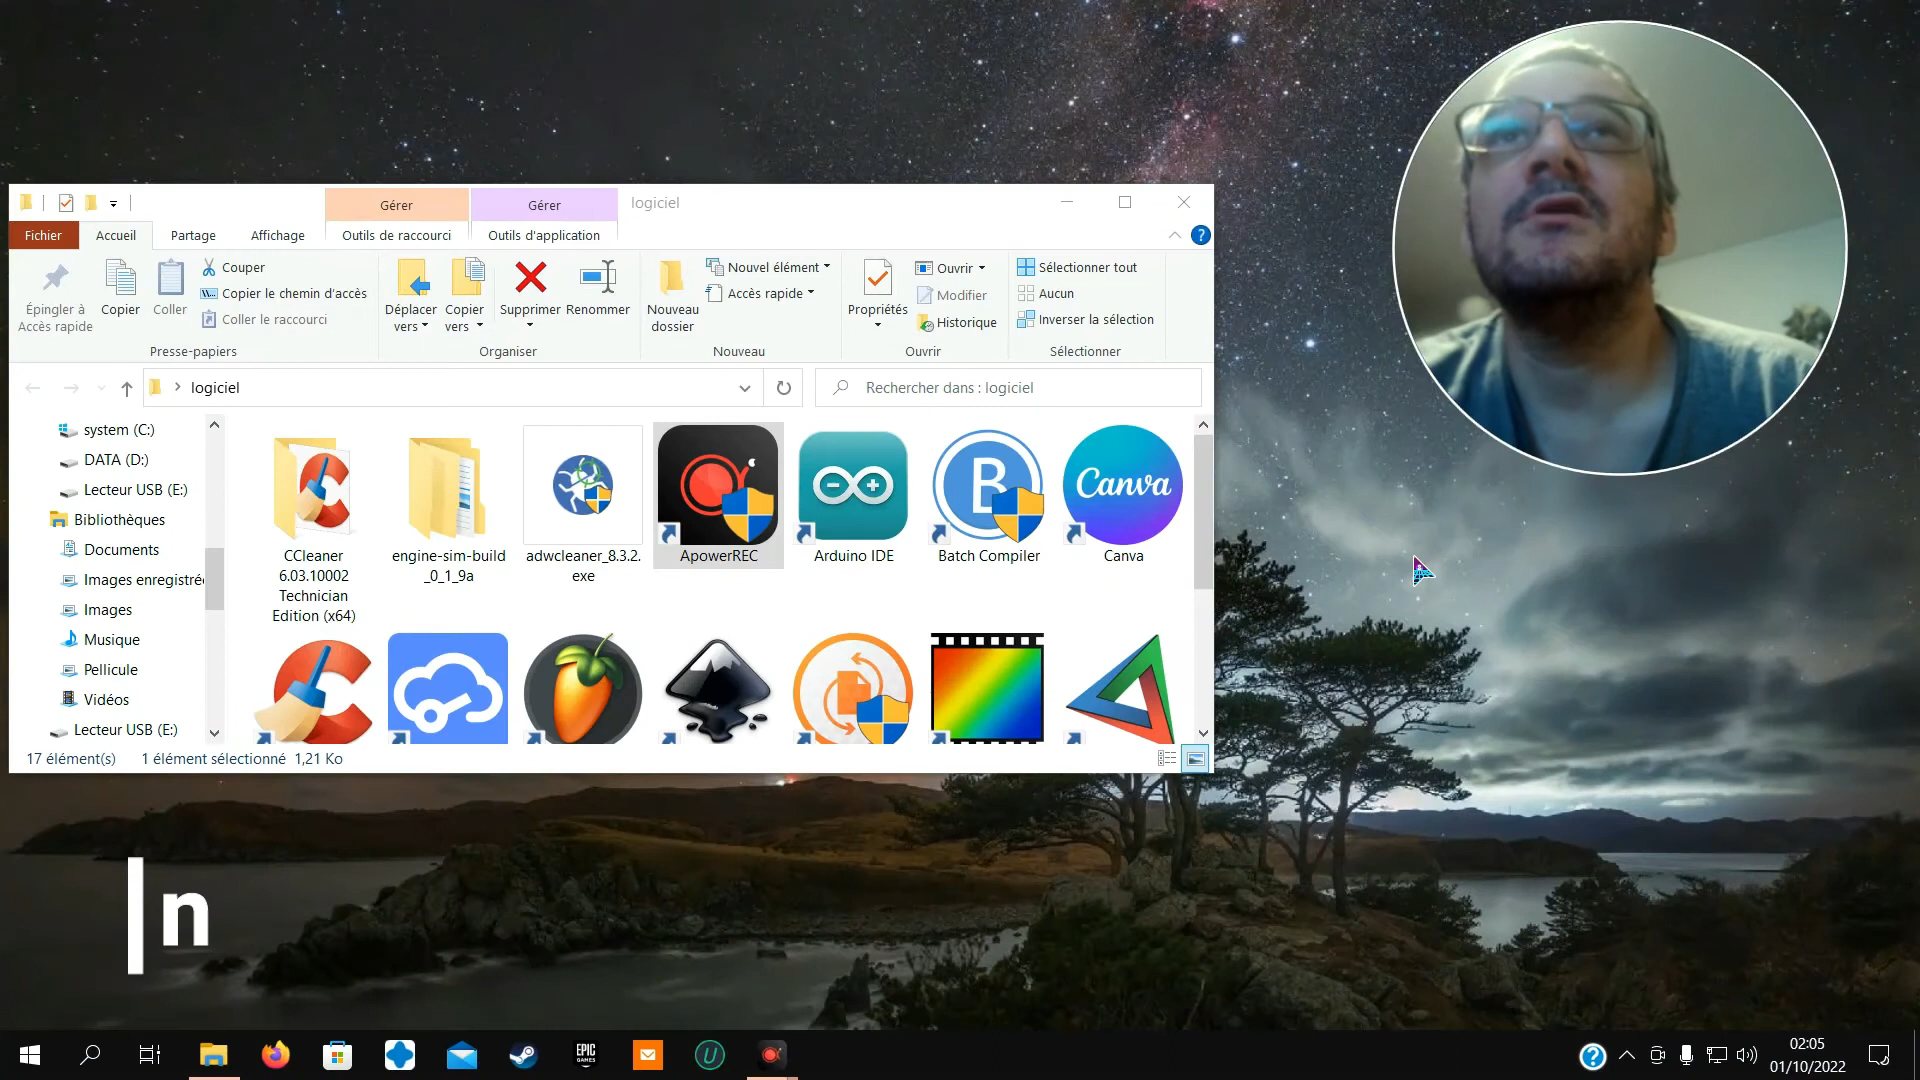 Gérer
Gérer
logiciel
Fichier
Accueil
Partage
Affichage
Outils de raccourci
Outils d'application
Épingler à
Accès rapide
Copier
Coller
Couper
Copier le chemin d'accès
Coller le raccourci
Presse-papiers
Déplacer
vers
Copier
vers
Supprimer
Renommer
Organiser
Nouveau
dossier
Nouvel élément
Accès rapide
Nouveau
Propriétés
Ouvrir
Modifier
Historique
Ouvrir
Sélectionner tout
Aucun
Inverser la sélection
Sélectionner
logiciel
Rechercher dans : logiciel
system (C:)
DATA (D:)
Lecteur USB (E:)
Bibliothèques
Documents
Images enregistrée
Images
Musique
Pellicule
Vidéos
Lecteur USB (E:)
CCleaner
6.03.10002
Technician
Edition (x64)
engine-sim-build
_0_1_9a
adwcleaner_8.3.2.
exe
ApowerREC
Arduino IDE
B
Batch Compiler
Canva
Canva
17 élément(s)
1 élément sélectionné 1,21 Ko
n
EPIC
GAMES
U
02:05
01/10/2022